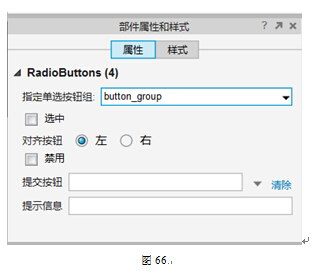 部件属性和样式 ?
属性 样式
RadioButtons (4)
指定单选按钮组: button_group
选中
对齐按钮 左 右
禁用
提交按钮 清除
提示信息
图 66.